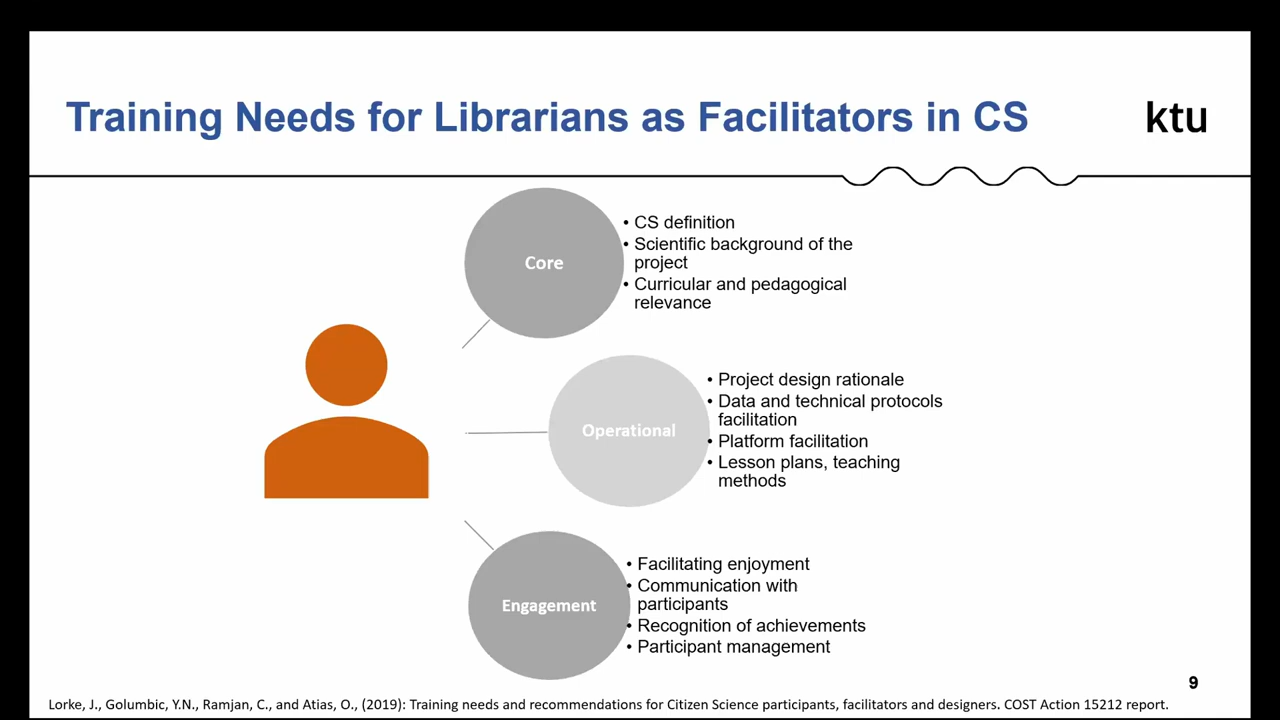 Training Needs for Librarians as Facilitators in CS
ktu
Core
• CS definition
• Scientific background of the
project
• Curricular and pedagogical
relevance
Operational
• Project design rationale
• Data and technical protocols
facilitation
• Platform facilitation
• Lesson plans, teaching
methods
Engagement
• Facilitating enjoyment
• Communication with
participants
• Recognition of achievements
• Participant management
9
Lorke, J., Golumbic, Y.N., Ramjan, C., and Atias, O., (2019): Training needs and recommendations for Citizen Science participants, facilitators and designers. COST Action 15212 report.